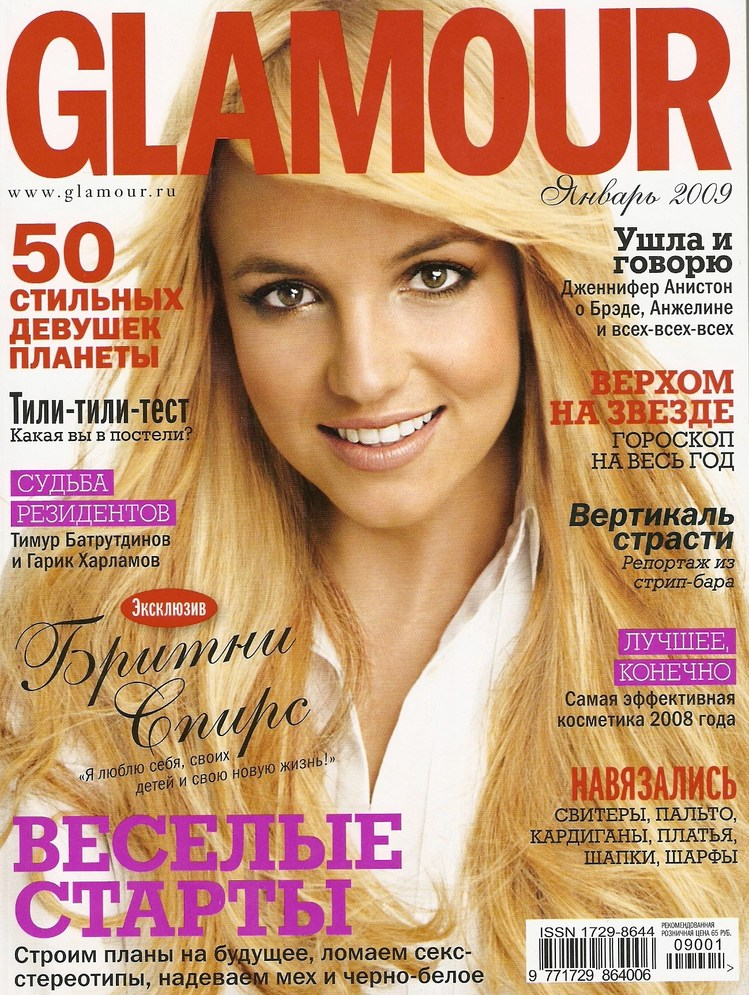 GLAMOUR
www.glamour.ru
Январь 2009
50
СТИЛЬНЫХ
ДЕВУШЕК
ПЛАНЕТЫ
Тили-тили-тест
Какая вы в постели?
СУДЬБА
РЕЗИДЕНТОВ
Тимур Батрутдинов
и Гарик Харламов
Эксклюзив
Бритни
Спирс
«Я люблю себя, своих
детей и свою новую жизнь!»
ВЕСЕЛЫЕ
СТАРТЫ
Строим планы на будущее, ломаем секс-
стереотипы, надеваем мех и черно-белое
Ушла и
говорю
Дженнифер Анистон
о Брэде, Анжелине
и всех-всех-всех
ВЕРХОМ
НА ЗВЕЗДЕ
ГОРОСКОП
НА ВЕСЬ ГОД
Вертикаль
страсти
Репортаж из
стрип-бара
ЛУЧШЕЕ,
КОНЕЧНО
Самая эффективная
косметика 2008 года
НАВЯЗАЛИСЬ
СВИТЕРЫ, ПАЛЬТО,
КАРДИГАНЫ, ПЛАТЬЯ,
ШАПКИ, ШАРФЫ
ISSN 1729-8644
РЕКОМЕНДОВАННАЯ
РОЗНИЧНАЯ ЦЕНА 65 РУБ.
09001
9 771729 864006 >